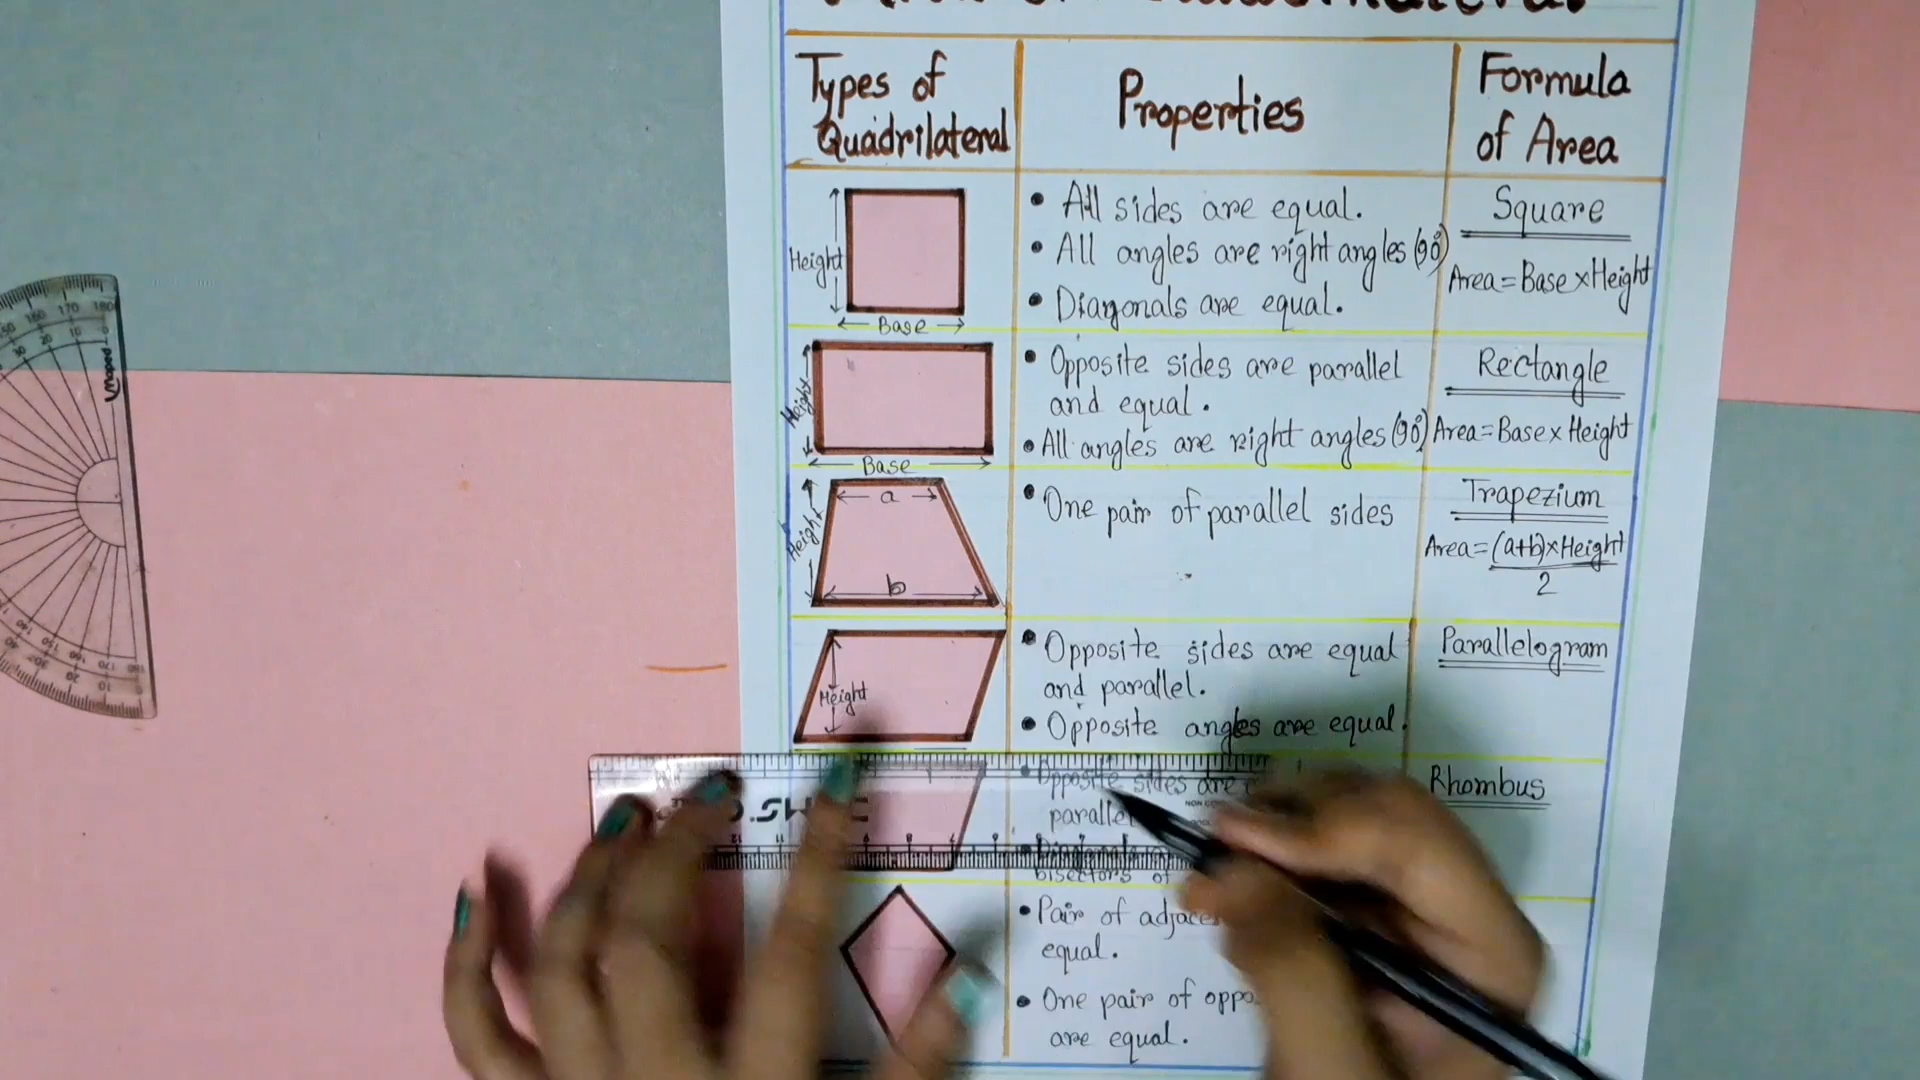 Types of
Quadrilateral
Properties
Formula
of Area
Height
Base
All sides are equal.
All angles are right angles (90°)
Diagonals are equal.
Square
Area=Base×Height
Height
Base
Opposite sides are parallel
and equal.
All angles are right angles (90°)
Rectangle
Area=Base×Height
Height
a
b
One pair of parallel sides
Trapezium
Area=(a+b)×Height
2
Height
Opposite sides are equal
and parallel.
Opposite angles are equal.
Parallelogram
Opposite sides are
Diagonals
bisectors of
Rhombus
Pair of
equal.
One pair of
are equal.